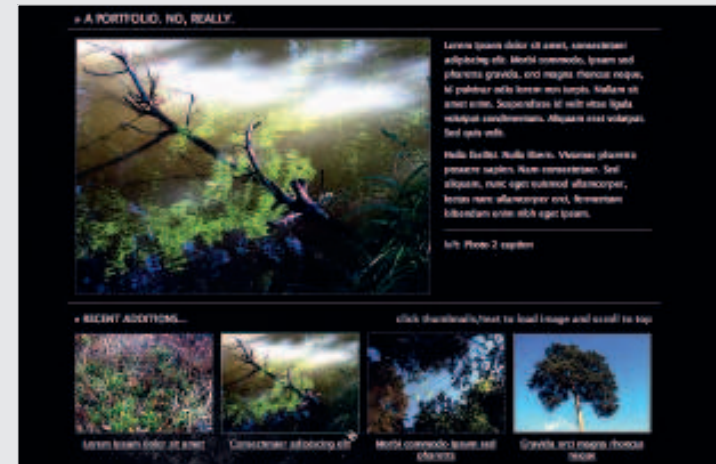 » A PORTFOLIO. NO, REALLY.
Lorem ipsum dolor sit amet, consectetuer
adipiscing elit. Morbi commodo, ipsum sed
pharetra gravida, orci magna rhoncus neque,
id pulvinar odio lorem non turpis. Nullam sit
amet enim. Suspendisse id velit vitae ligula
volutpat condimentum. Aliquam erat volutpat.
Sed quis velit.
Nulla facilisi. Nulla libero. Vivamus pharetra
posuere sapien. Nam consectetuer. Sed
aliquam, nunc eget euismod ullamcorper,
lectus nunc ullamcorper orci, fermentum
bibendum enim nibh eget ipsum.
left: Photo 2 caption
» RECENT ADDITIONS...
click thumbnails/text to load image and scroll to top
Lorem ipsum dolor sit amet
Consectetuer adipiscing elit
Morbi commodo ipsum sed
pharetra
Gravida orci magna rhoncus
neque